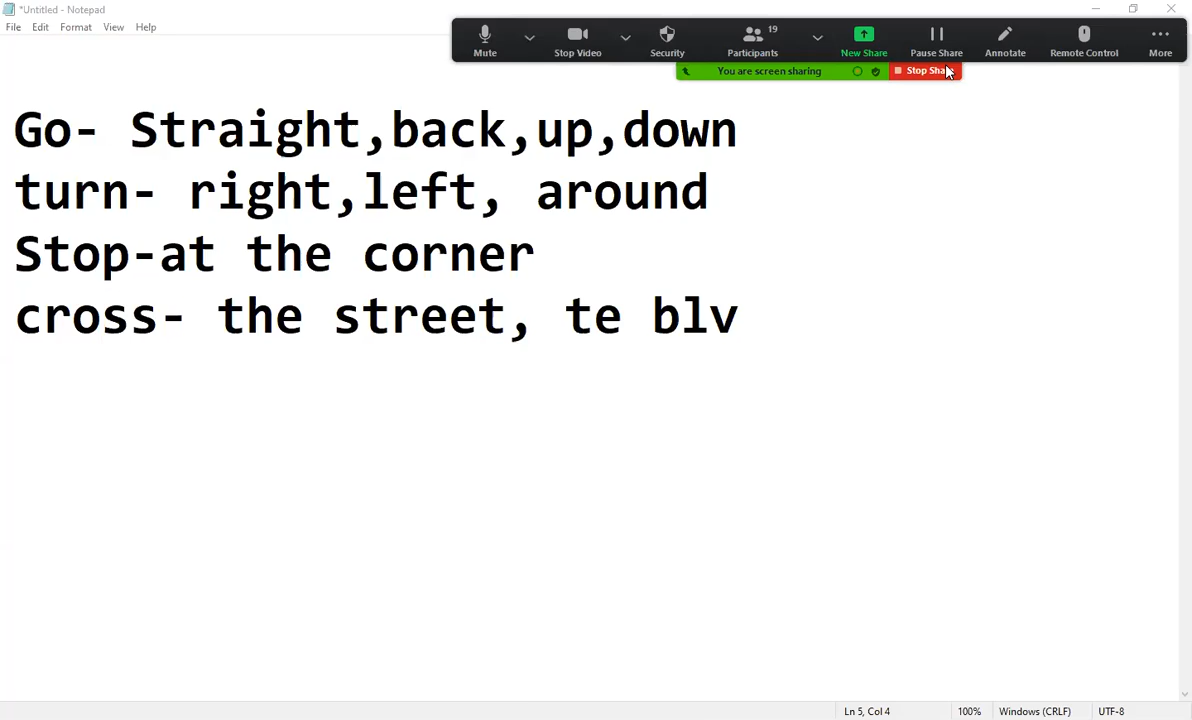 *Untitled - Notepad
File Edit Format View Help
19
Mute Stop Video Security Participants New Share Pause Share Annotate Remote Control More
You are screen sharing Stop Share
Go- Straight,back,up,down
turn- right,left, around
Stop-at the corner
cross- the street, te blv
Ln 5, Col 4 100% Windows (CRLF) UTF-8